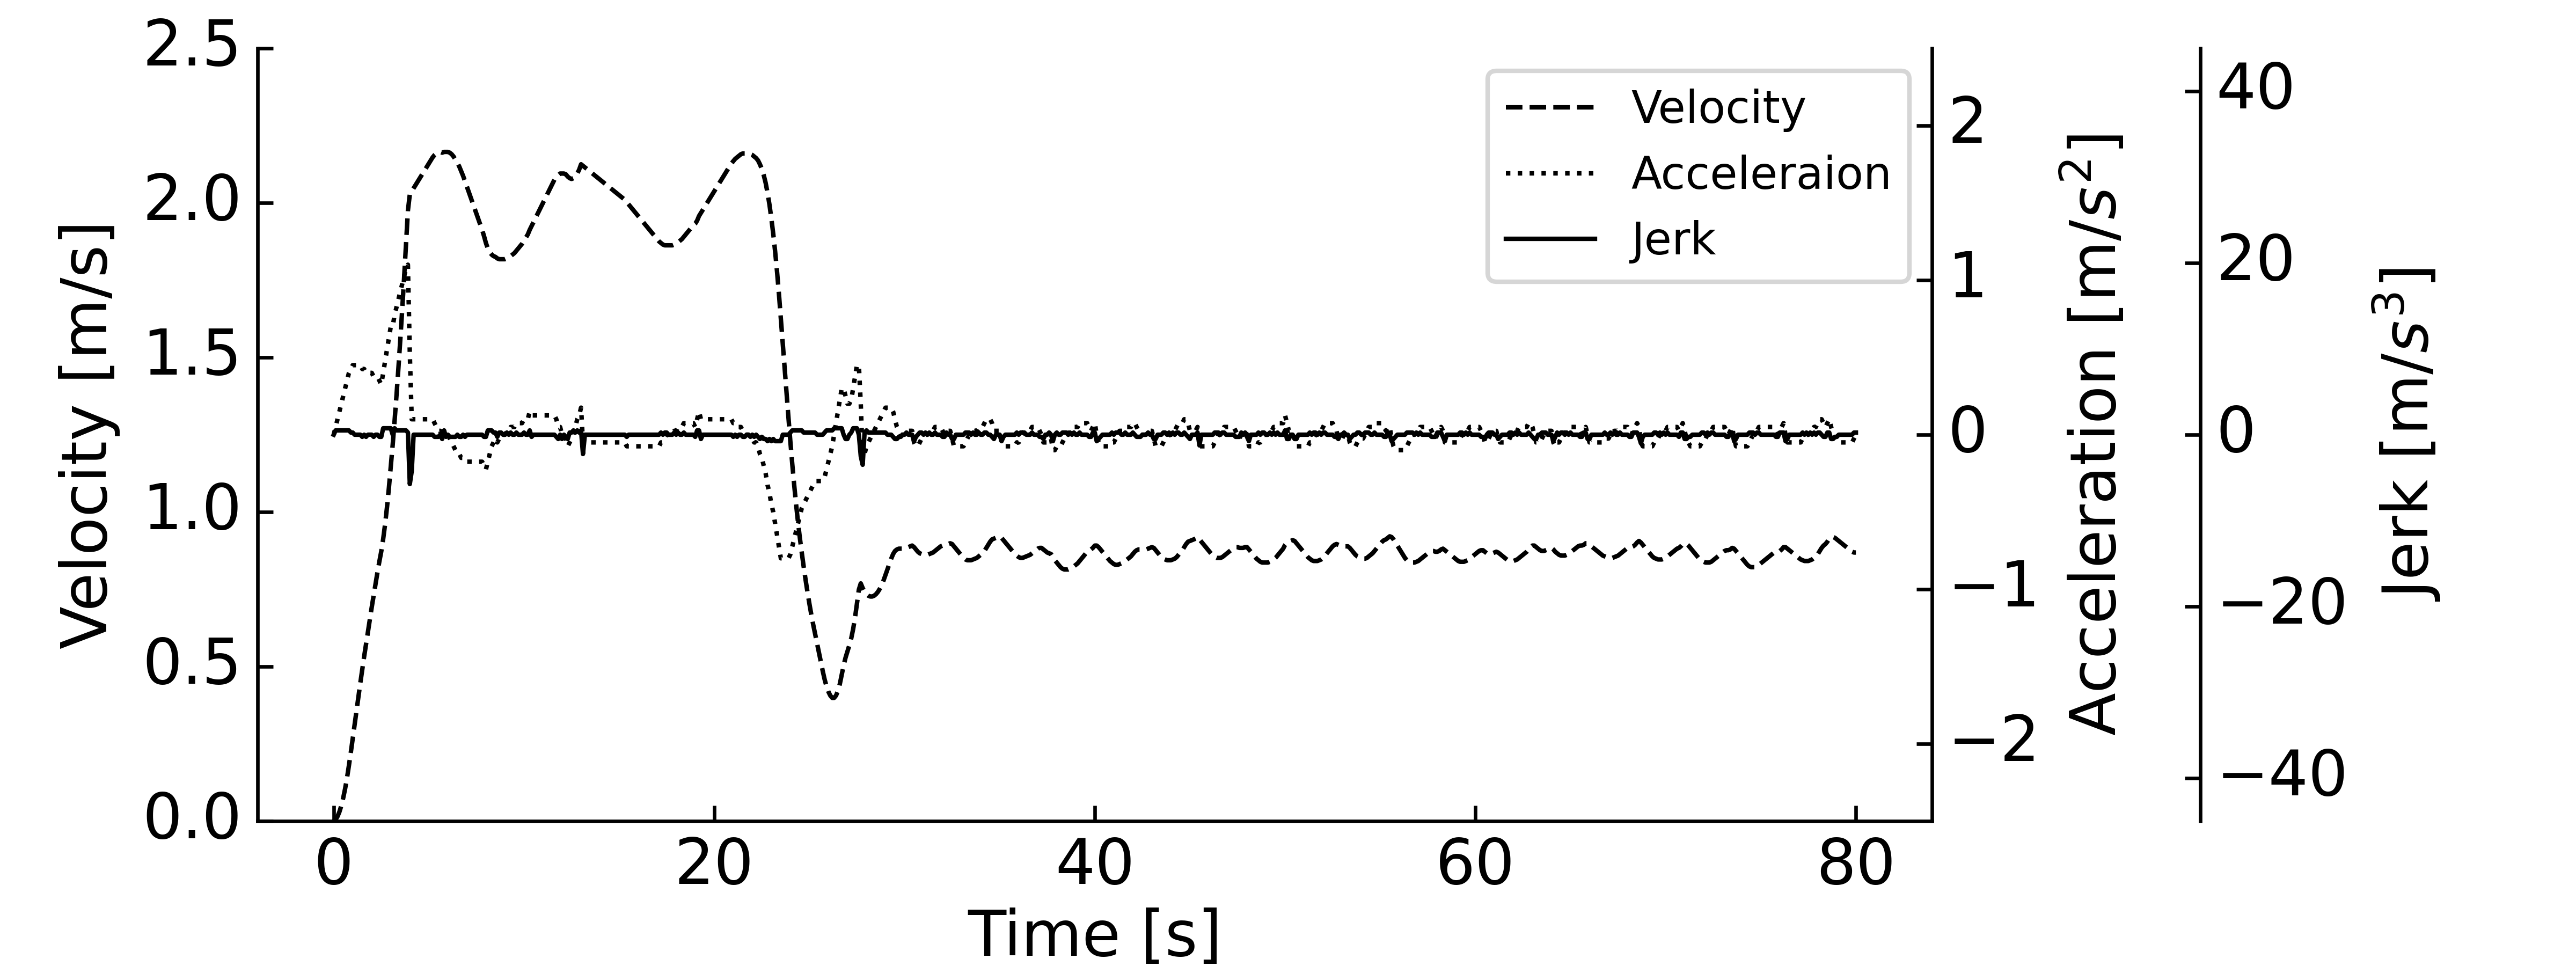 Velocity [m/s]
2.5
2.0
1.5
1.0
0.5
0.0
0 20 40 60 80
Time [s]
Velocity
Acceleraion
Jerk
2
1
0
−1
−2
Acceleration [m/s²]
40
20
0
−20
−40
Jerk [m/s³]